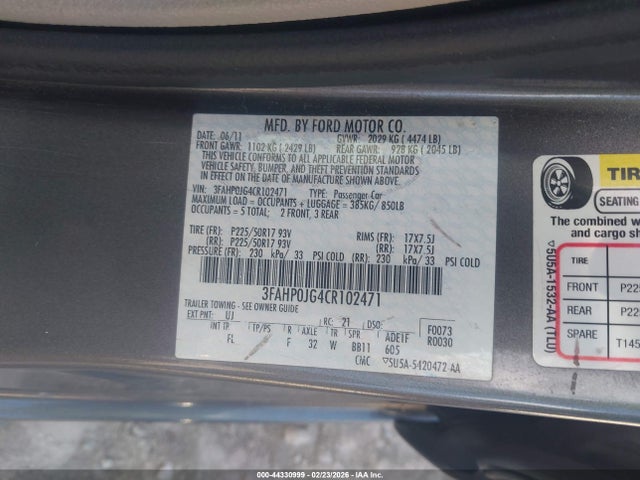 MFD. BY FORD MOTOR CO.
DATE: 06/11 GVWR: 2029 KG ( 4474 LB)
FRONT GAWR: 1102 KG ( 2429 LB) REAR GAWR: 928 KG ( 2045 LB)
THIS VEHICLE CONFORMS TO ALL APPLICABLE FEDERAL MOTOR
VEHICLE SAFETY, BUMPER, AND THEFT PREVENTION STANDARDS
IN EFFECT ON THE DATE OF MANUFACTURE SHOWN ABOVE.
VIN: 3FAHP0JG4CR102471 TYPE: Passenger Car
MAXIMUM LOAD = OCCUPANTS + LUGGAGE = 385KG/ 850LB
OCCUPANTS = 5 TOTAL; 2 FRONT, 3 REAR
TIRE (FR): P225/50R17 93V RIMS (FR): 17X7.5J
(RR): P225/50R17 93V (RR): 17X7.5J
PRESSURE (FR): 230 kPa/ 33 PSI COLD (RR): 230 kPa/ 33 PSI COLD
3FAHP0JG4CR102471
TRAILER TOWING - SEE OWNER GUIDE
EXT PNT: UJ RC: 21 DSO: F0073
INT TR TP/PS R AXLE TR SPR ADE1F R0030
FL F 32 W BB11 605
CMC ▽5U5A-5420472-AA
▽5U5A-1532-AA (TLD)
TIR
SEATING
The combined w
and cargo sh
TIRE
FRONT P225
REAR P225
SPARE T145
000-44330999 - 02/23/2026 - IAAI Corp.